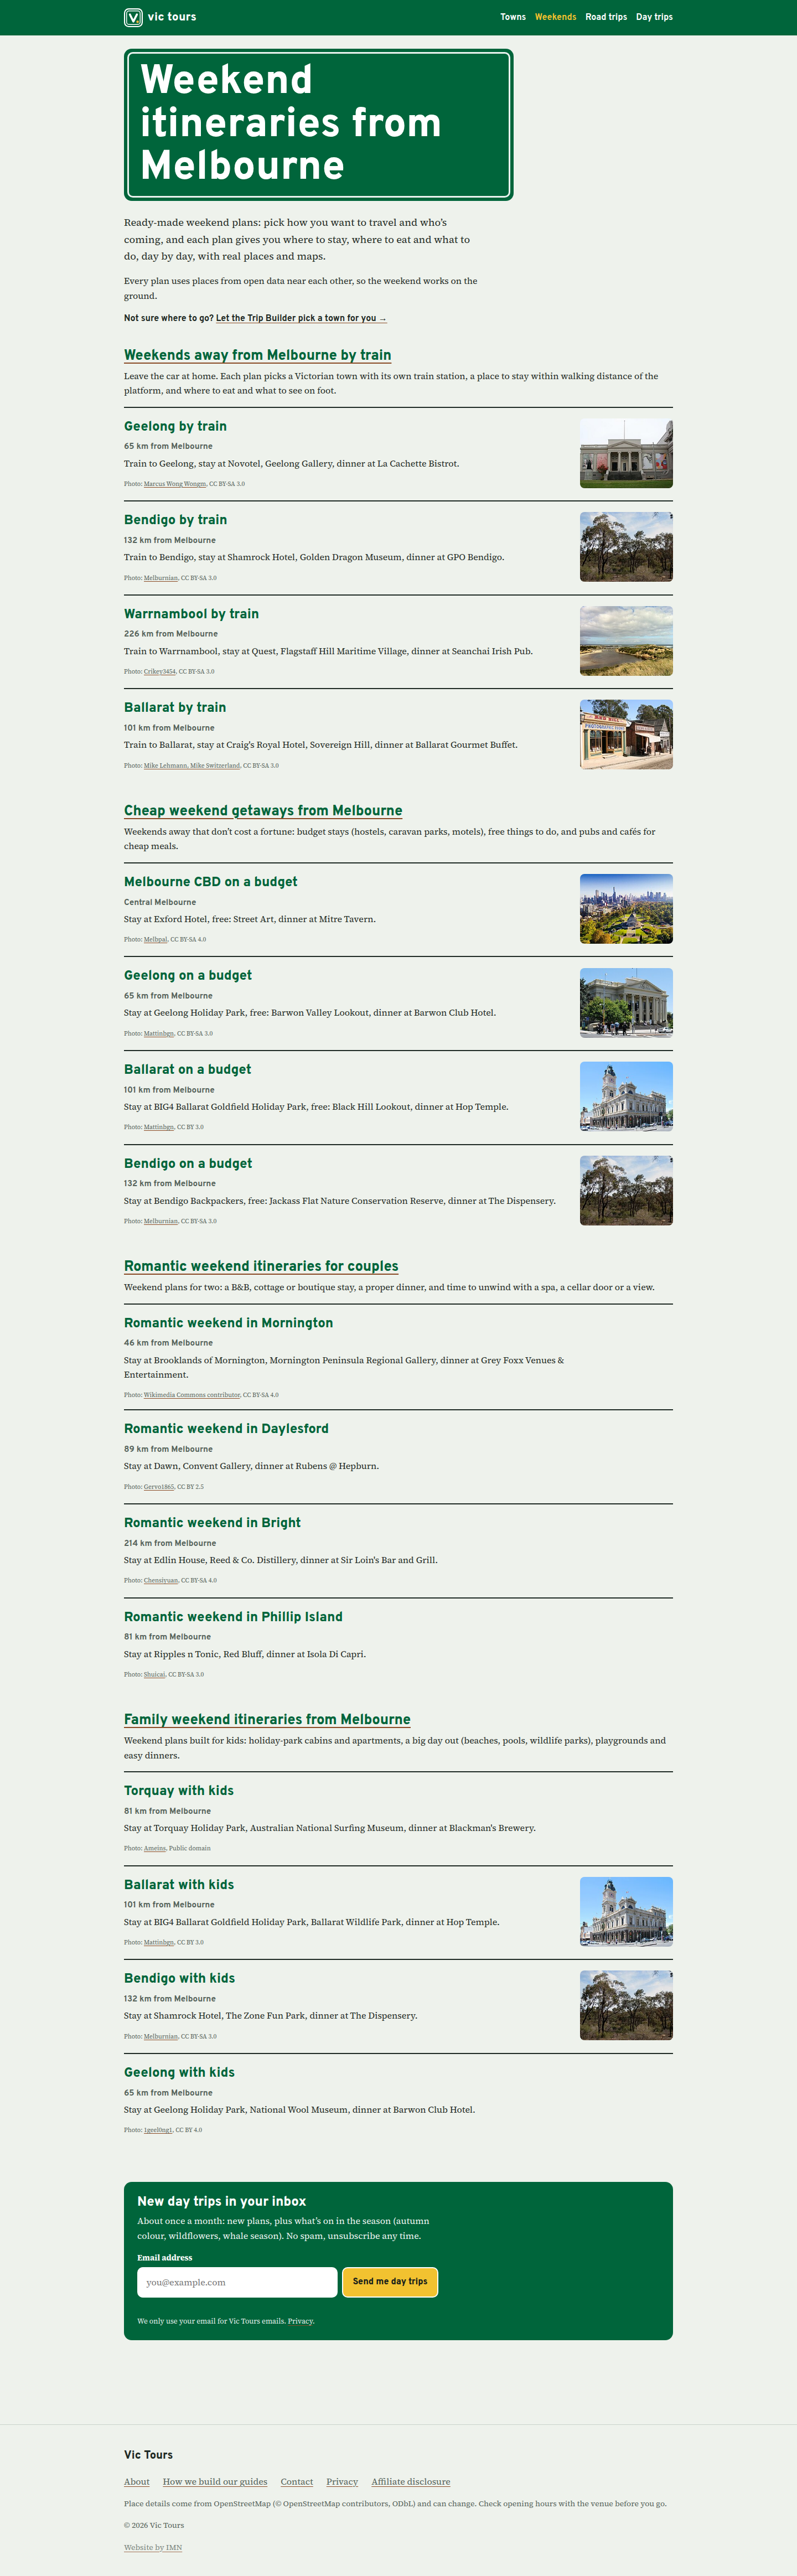 V vic tours
Towns Weekends Road trips Day trips
Weekend
itineraries from
Melbourne
Ready-made weekend plans: pick how you want to travel and who's
coming, and each plan gives you where to stay, where to eat and what to
do, day by day, with real places and maps.
Every plan uses places from open data near each other, so the weekend works on the
ground.
Not sure where to go? Let the Trip Builder pick a town for you →
Weekends away from Melbourne by train
Leave the car at home. Each plan picks a Victorian town with its own train station, a place to stay within walking distance of the
platform, and where to eat and what to see on foot.
Geelong by train
65 km from Melbourne
Train to Geelong, stay at Novotel, Geelong Gallery, dinner at La Cachette Bistrot.
Photo: Marcus Wong Wongm, CC BY-SA 3.0
Bendigo by train
132 km from Melbourne
Train to Bendigo, stay at Shamrock Hotel, Golden Dragon Museum, dinner at GPO Bendigo.
Photo: Melburnian, CC BY-SA 3.0
Warrnambool by train
226 km from Melbourne
Train to Warrnambool, stay at Quest, Flagstaff Hill Maritime Village, dinner at Seanchai Irish Pub.
Photo: Crikey3454, CC BY-SA 3.0
Ballarat by train
101 km from Melbourne
Train to Ballarat, stay at Craig's Royal Hotel, Sovereign Hill, dinner at Ballarat Gourmet Buffet.
Photo: Mike Lehmann, Mike Switzerland, CC BY-SA 3.0
Cheap weekend getaways from Melbourne
Weekends away that don't cost a fortune: budget stays (hostels, caravan parks, motels), free things to do, and pubs and cafés for
cheap meals.
Melbourne CBD on a budget
Central Melbourne
Stay at Exford Hotel, free: Street Art, dinner at Mitre Tavern.
Photo: Melbpal, CC BY-SA 4.0
Geelong on a budget
65 km from Melbourne
Stay at Geelong Holiday Park, free: Barwon Valley Lookout, dinner at Barwon Club Hotel.
Photo: Mattinbgn, CC BY-SA 3.0
Ballarat on a budget
101 km from Melbourne
Stay at BIG4 Ballarat Goldfield Holiday Park, free: Black Hill Lookout, dinner at Hop Temple.
Photo: Mattinbgn, CC BY 3.0
Bendigo on a budget
132 km from Melbourne
Stay at Bendigo Backpackers, free: Jackass Flat Nature Conservation Reserve, dinner at The Dispensery.
Photo: Melburnian, CC BY-SA 3.0
Romantic weekend itineraries for couples
Weekend plans for two: a B&B, cottage or boutique stay, a proper dinner, and time to unwind with a spa, a cellar door or a view.
Romantic weekend in Mornington
46 km from Melbourne
Stay at Brooklands of Mornington, Mornington Peninsula Regional Gallery, dinner at Grey Foxx Venues &
Entertainment.
Photo: Wikimedia Commons contributor, CC BY-SA 4.0
Romantic weekend in Daylesford
89 km from Melbourne
Stay at Dawn, Convent Gallery, dinner at Rubens @ Hepburn.
Photo: Gervo1865, CC BY 2.5
Romantic weekend in Bright
214 km from Melbourne
Stay at Edlin House, Reed & Co. Distillery, dinner at Sir Loin's Bar and Grill.
Photo: Chensiyuan, CC BY-SA 4.0
Romantic weekend in Phillip Island
81 km from Melbourne
Stay at Ripples n Tonic, Red Bluff, dinner at Isola Di Capri.
Photo: Shuicai, CC BY-SA 3.0
Family weekend itineraries from Melbourne
Weekend plans built for kids: holiday-park cabins and apartments, a big day out (beaches, pools, wildlife parks), playgrounds and
easy dinners.
Torquay with kids
81 km from Melbourne
Stay at Torquay Holiday Park, Australian National Surfing Museum, dinner at Blackman's Brewery.
Photo: Ameins, Public domain
Ballarat with kids
101 km from Melbourne
Stay at BIG4 Ballarat Goldfield Holiday Park, Ballarat Wildlife Park, dinner at Hop Temple.
Photo: Mattinbgn, CC BY 3.0
Bendigo with kids
132 km from Melbourne
Stay at Shamrock Hotel, The Zone Fun Park, dinner at The Dispensery.
Photo: Melburnian, CC BY-SA 3.0
Geelong with kids
65 km from Melbourne
Stay at Geelong Holiday Park, National Wool Museum, dinner at Barwon Club Hotel.
Photo: 1geel0ng1, CC BY 4.0
New day trips in your inbox
About once a month: new plans, plus what's on in the season (autumn
colour, wildflowers, whale season). No spam, unsubscribe any time.
Email address
you@example.com Send me day trips
We only use your email for Vic Tours emails. Privacy.
Vic Tours
About How we build our guides Contact Privacy Affiliate disclosure
Place details come from OpenStreetMap (© OpenStreetMap contributors, ODbL) and can change. Check opening hours with the venue before you go.
© 2026 Vic Tours
Website by IMN